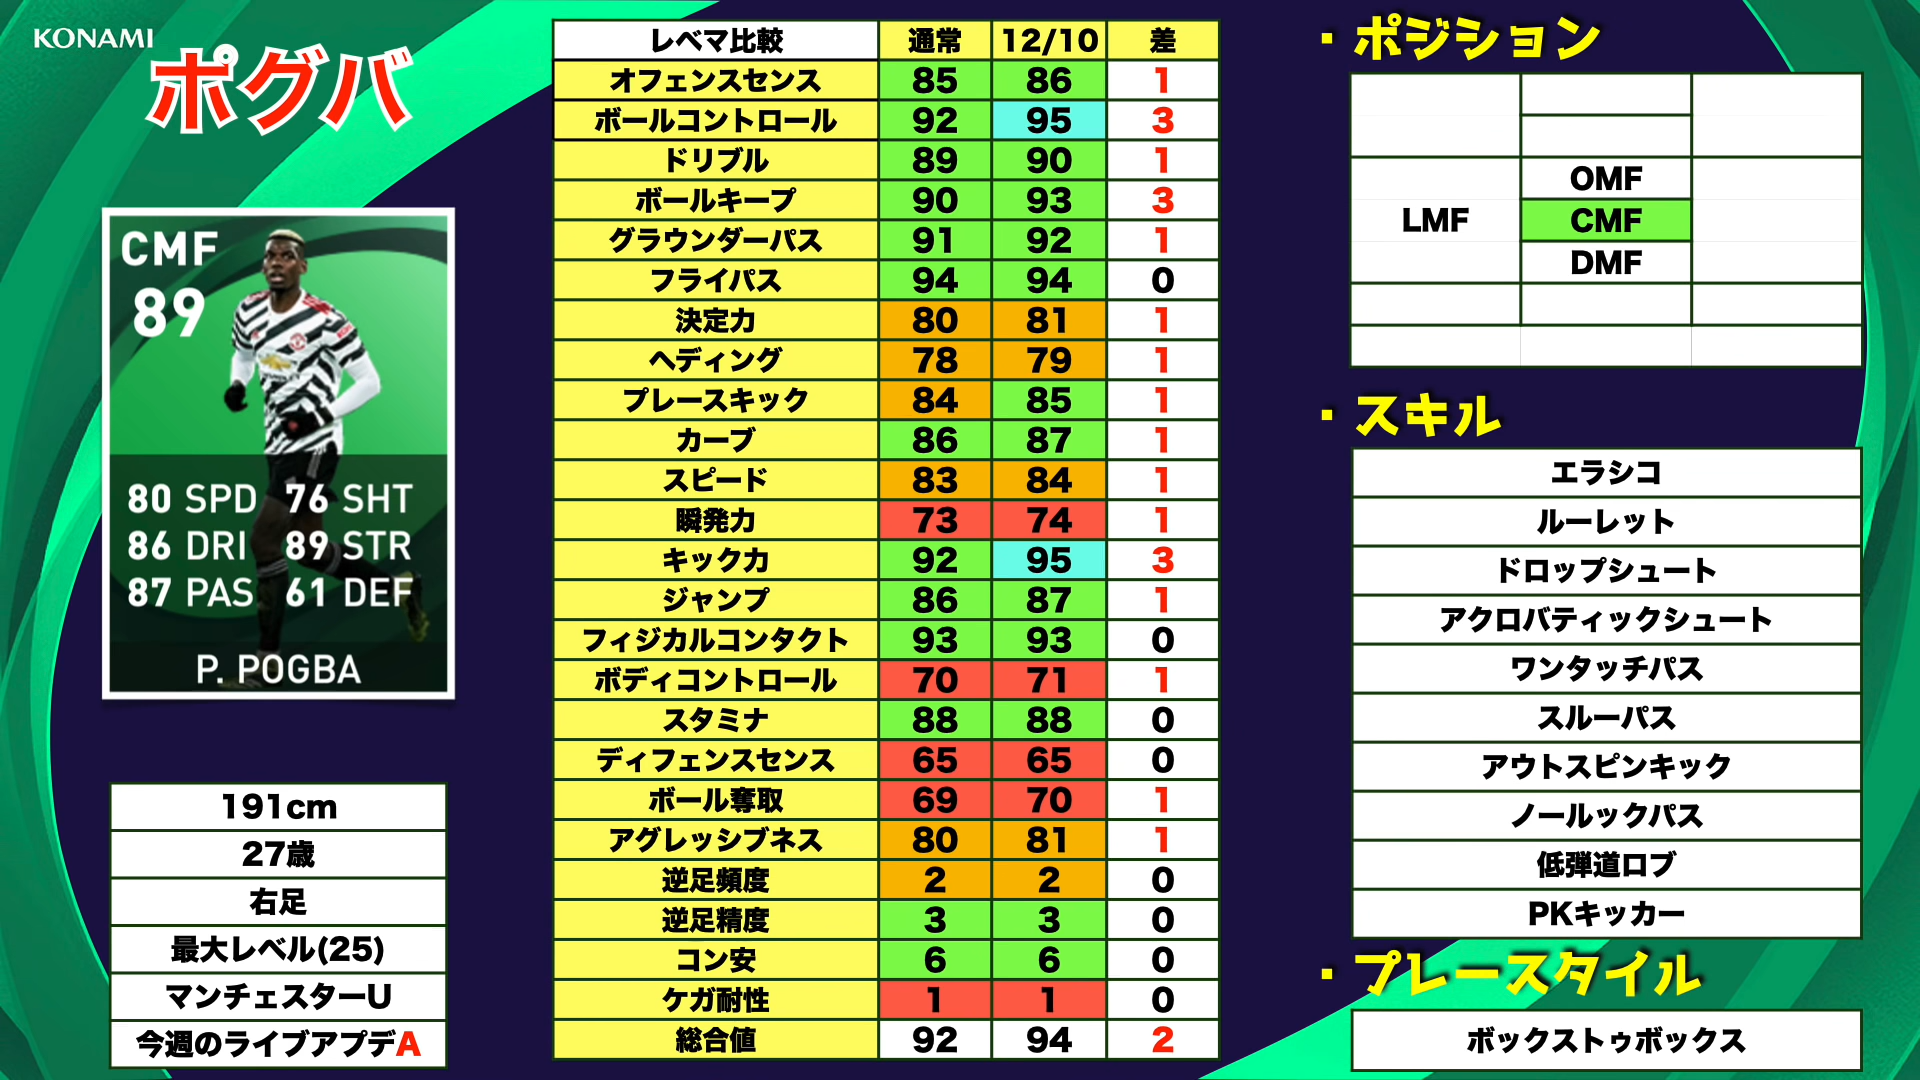 KONAMI
ポグバ
CMF
89
80 SPD 76 SHT
86 DRI 89 STR
87 PAS 61 DEF
P. POGBA
191cm
27歳
右足
最大レベル(25)
マンチェスターU
今週のライブアプデA
レベマ比較 通常 12/10 差
オフェンスセンス 85 86 1
ボールコントロール 92 95 3
ドリブル 89 90 1
ボールキープ 90 93 3
グラウンダーパス 91 92 1
フライパス 94 94 0
決定力 80 81 1
ヘディング 78 79 1
プレースキック 84 85 1
カーブ 86 87 1
スピード 83 84 1
瞬発力 73 74 1
キック力 92 95 3
ジャンプ 86 87 1
フィジカルコンタクト 93 93 0
ボディコントロール 70 71 1
スタミナ 88 88 0
ディフェンスセンス 65 65 0
ボール奪取 69 70 1
アグレッシブネス 80 81 1
逆足頻度 2 2 0
逆足精度 3 3 0
コン安 6 6 0
ケガ耐性 1 1 0
総合値 92 94 2
・ポジション
OMF
LMF CMF
DMF
・スキル
エラシコ
ルーレット
ドロップシュート
アクロバティックシュート
ワンタッチパス
スルーパス
アウトスピンキック
ノールックパス
低弾道ロブ
PKキッカー
・プレースタイル
ボックストゥボックス